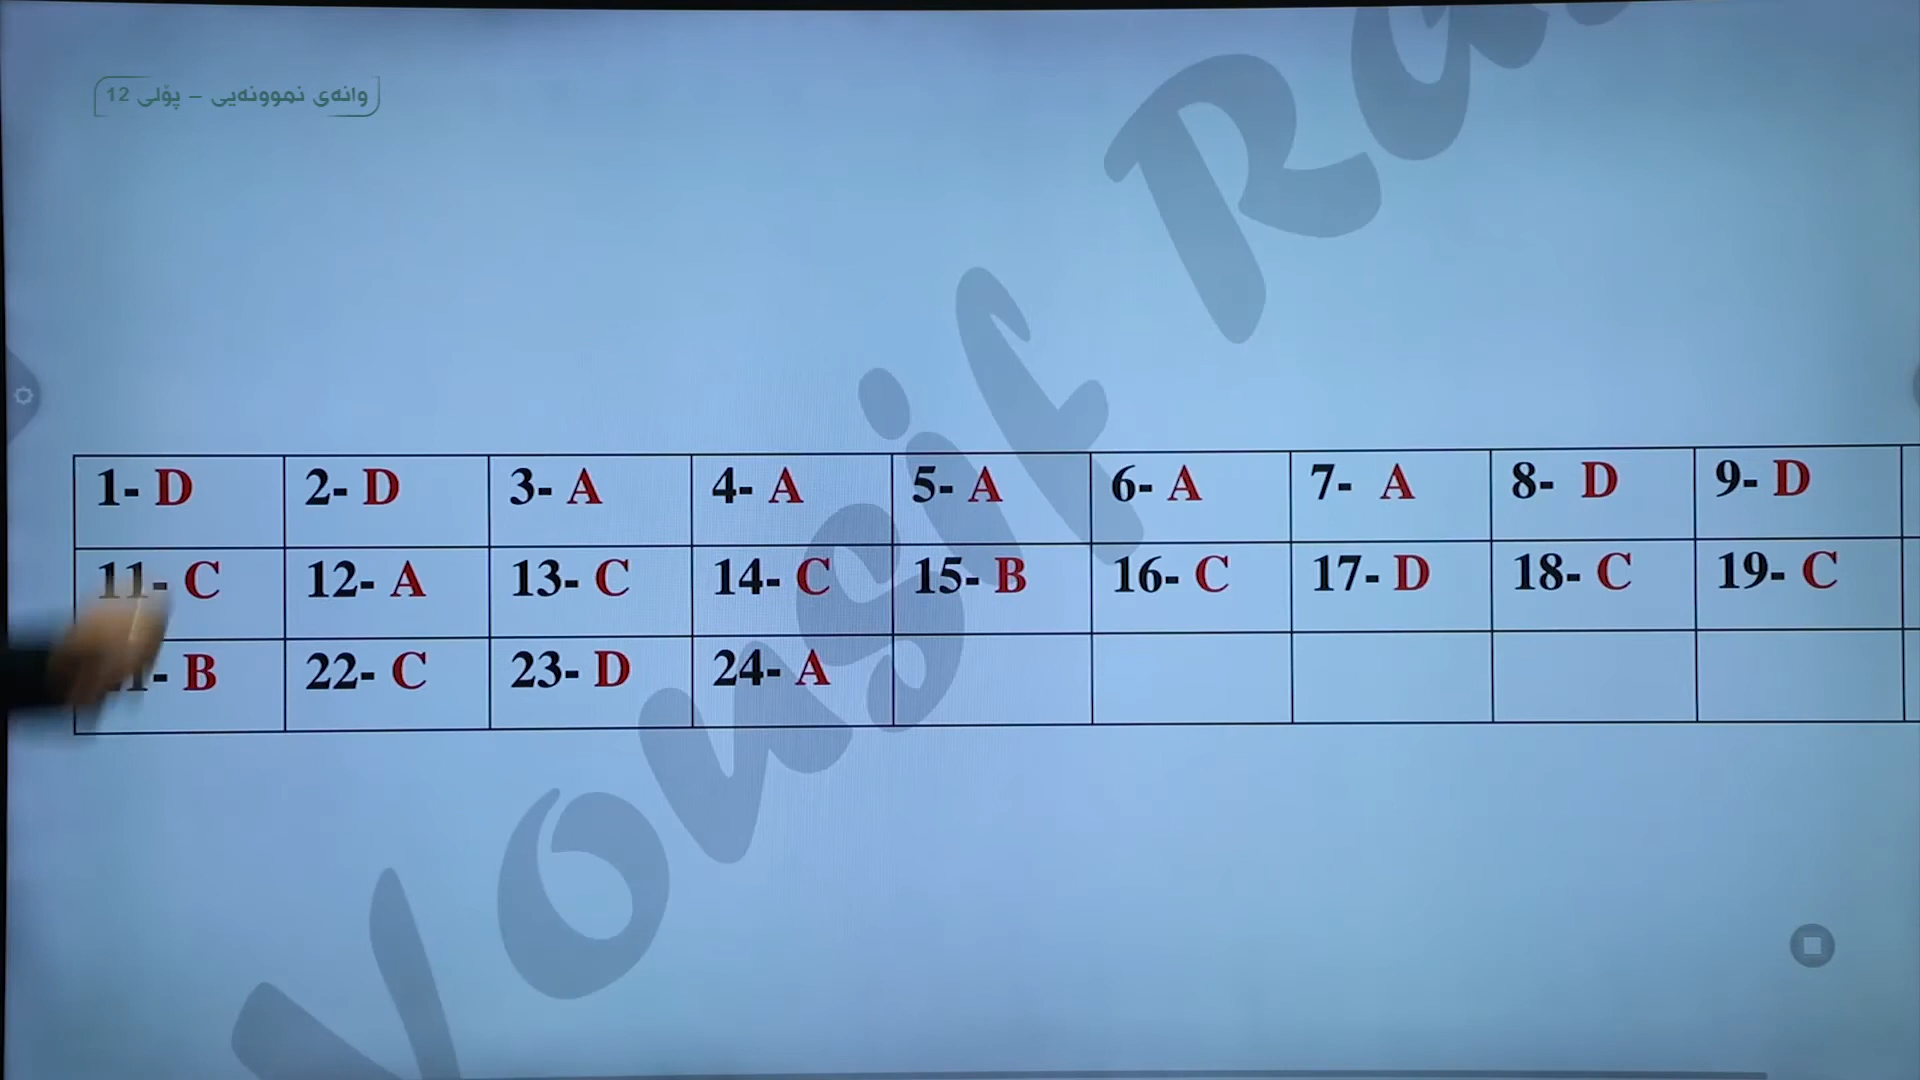 وانەی نموونەیی – پۆلی 12
Yousif
1- D 2- D 3- A 4- A 5- A 6- A 7- A 8- D 9- D
11- C 12- A 13- C 14- C 15- B 16- C 17- D 18- C 19- C
- B 22- C 23- D 24- A